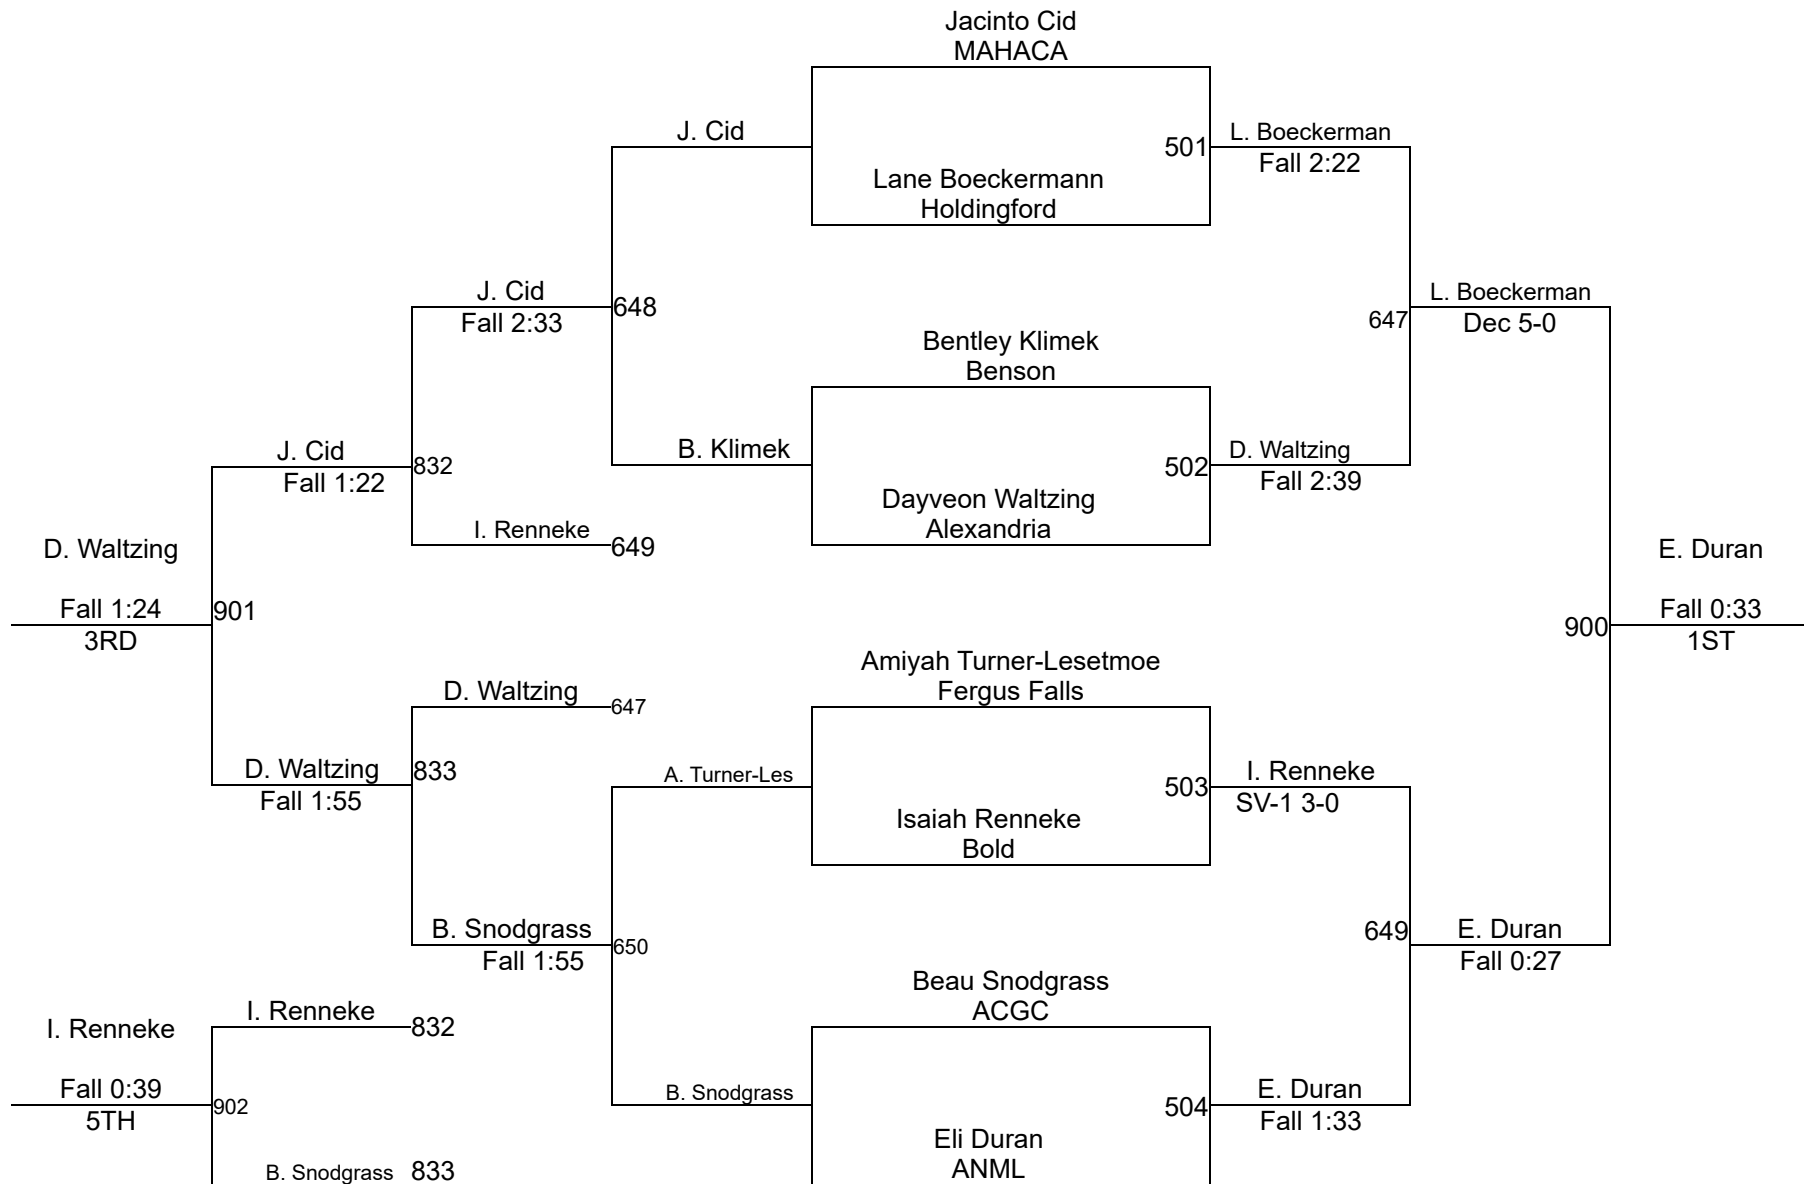 Jacinto Cid
MAHACA
J. Cid
501
L. Boeckerman
Fall 2:22
Lane Boeckermann
Holdingford
J. Cid
Fall 2:33
648
L. Boeckerman
Dec 5-0
647
Bentley Klimek
Benson
J. Cid
Fall 1:22
832
B. Klimek
502
D. Waltzing
Fall 2:39
Dayveon Waltzing
Alexandria
I. Renneke
649
D. Waltzing
Fall 1:24
3RD
901
E. Duran
Fall 0:33
1ST
900
Amiyah Turner-Lesetmoe
Fergus Falls
D. Waltzing
647
D. Waltzing
Fall 1:55
833
A. Turner-Les
503
I. Renneke
SV-1 3-0
Isaiah Renneke
Bold
B. Snodgrass
Fall 1:55
650
649
E. Duran
Fall 0:27
Beau Snodgrass
ACGC
I. Renneke
832
I. Renneke
Fall 0:39
5TH
902
B. Snodgrass
504
E. Duran
Fall 1:33
Eli Duran
ANML
B. Snodgrass
833